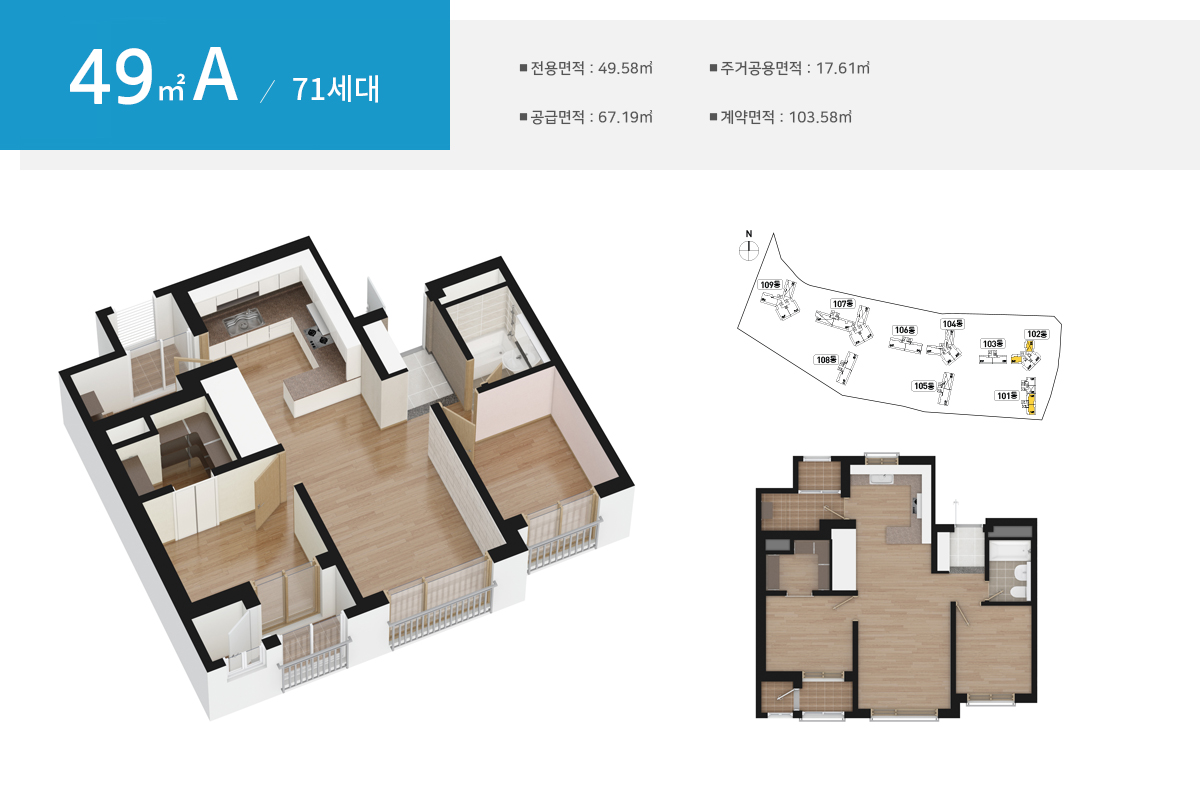 49㎡A / 71세대
■ 전용면적 : 49.58㎡
■ 주거공용면적 : 17.61㎡
■ 공급면적 : 67.19㎡
■ 계약면적 : 103.58㎡
N
109동
107동
106동
104동
102동
103동
108동
105동
101동